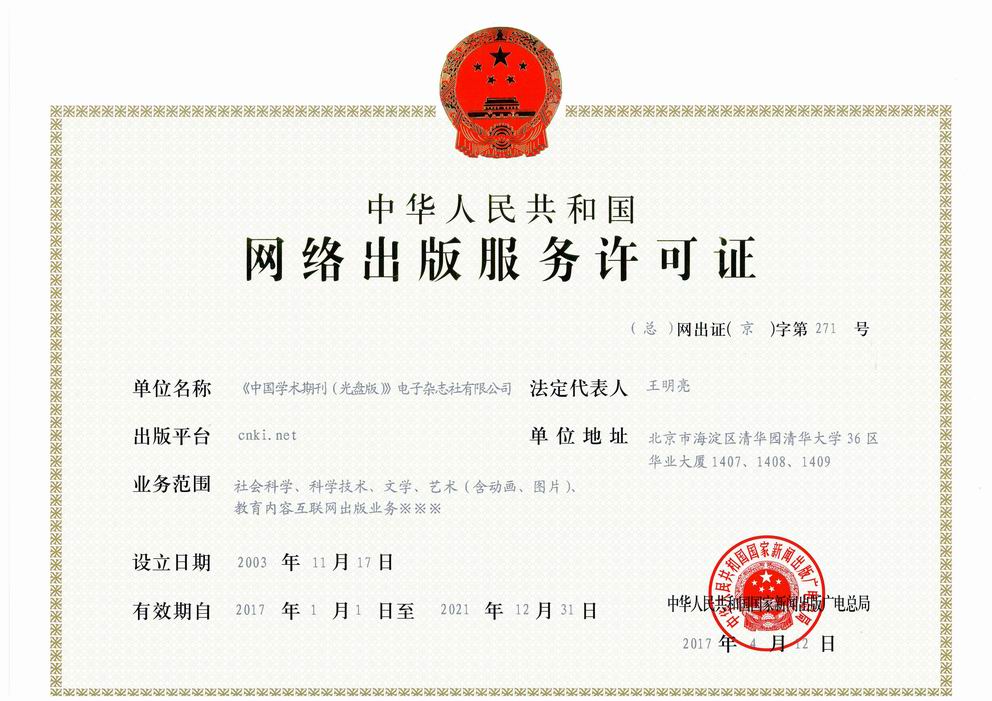 中华人民共和国
网络出版服务许可证
（总）网出证(京)字第 271 号
单位名称 《中国学术期刊（光盘版）》电子杂志社有限公司 法定代表人 王明亮
出版平台 cnki.net 单位地址 北京市海淀区清华园清华大学 36 区
华业大厦 1407、1408、1409
业务范围 社会科学、科学技术、文学、艺术（含动画、图片）、
教育内容互联网出版业务※※※
设立日期 2003 年 11 月 17 日
有效期自 2017 年 1 月 1 日至 2021 年 12 月 31 日
中华人民共和国国家新闻出版广电总局
中华人民共和国国家新闻出版广电总局
2017 年 4 月 12 日